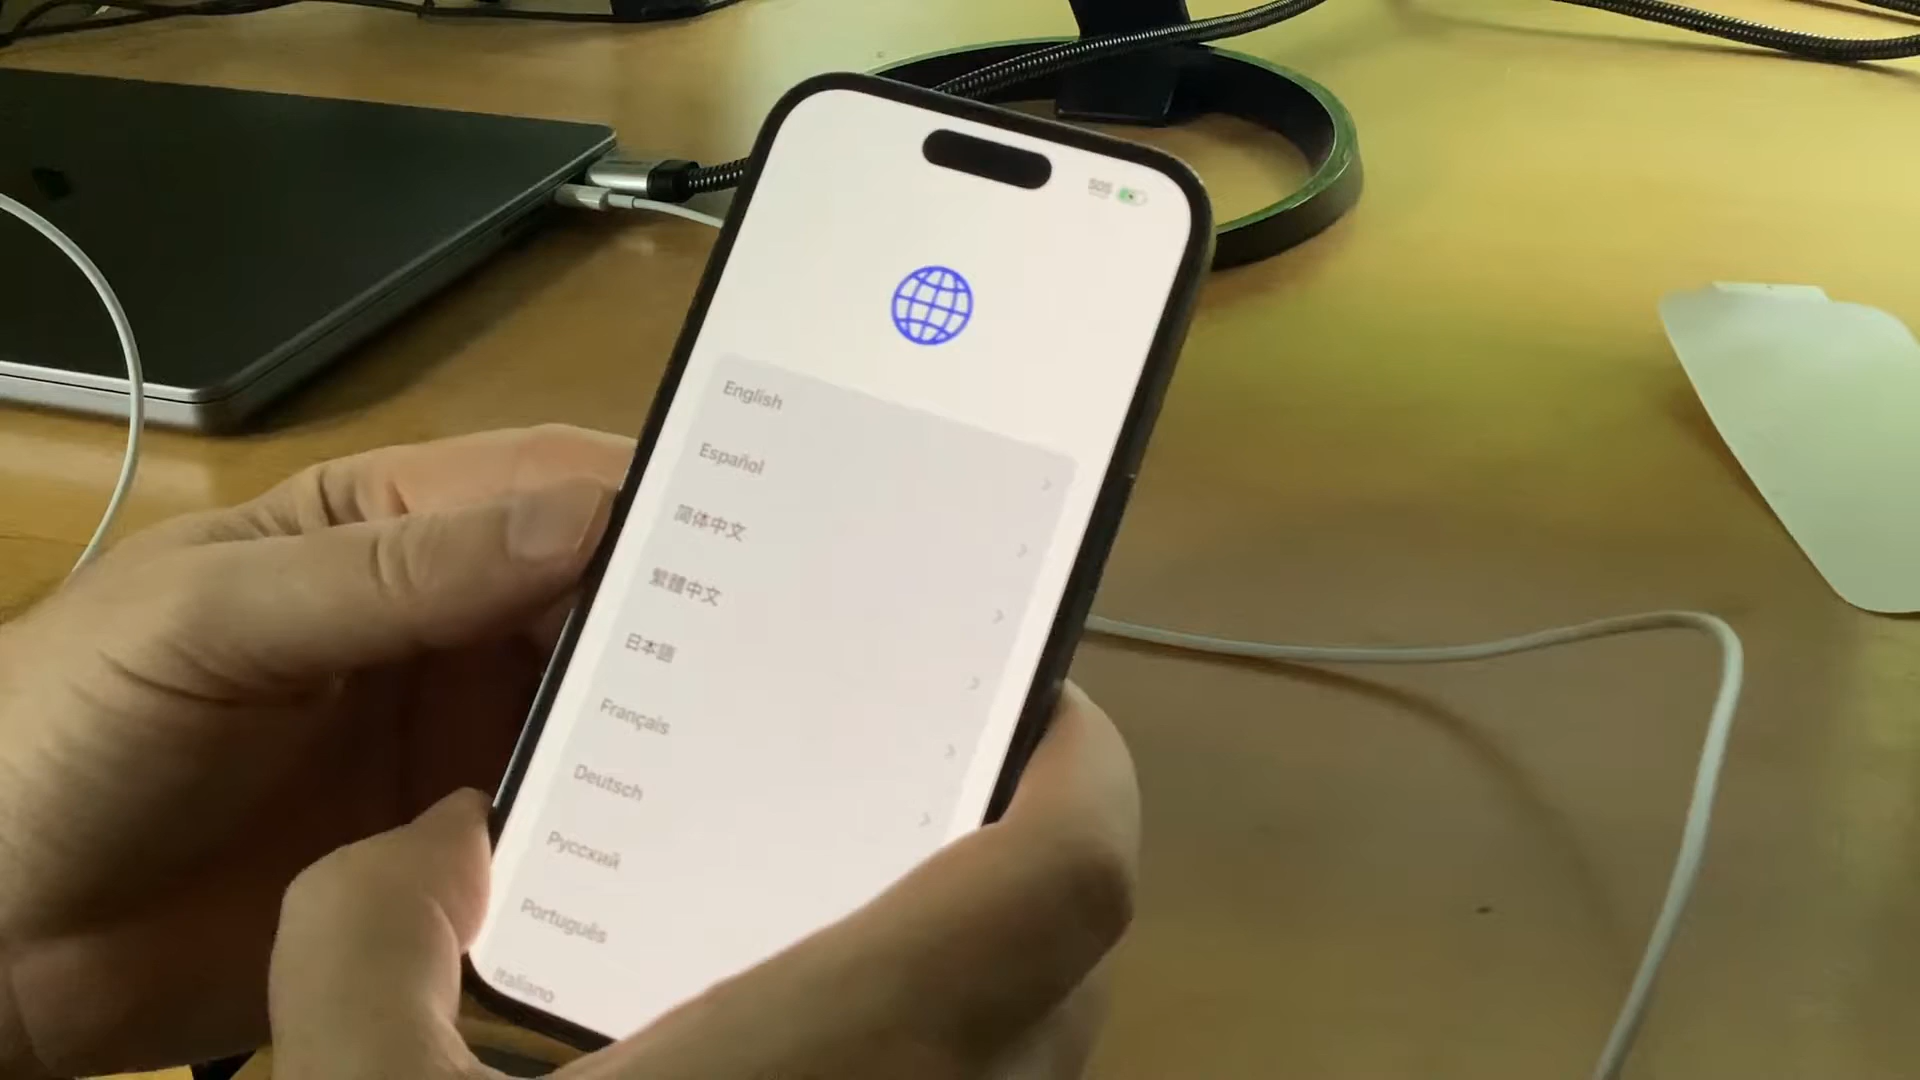 SOS
English
Español
简体中文
繁體中文
日本語
Français
Deutsch
Русский
Português
Italiano